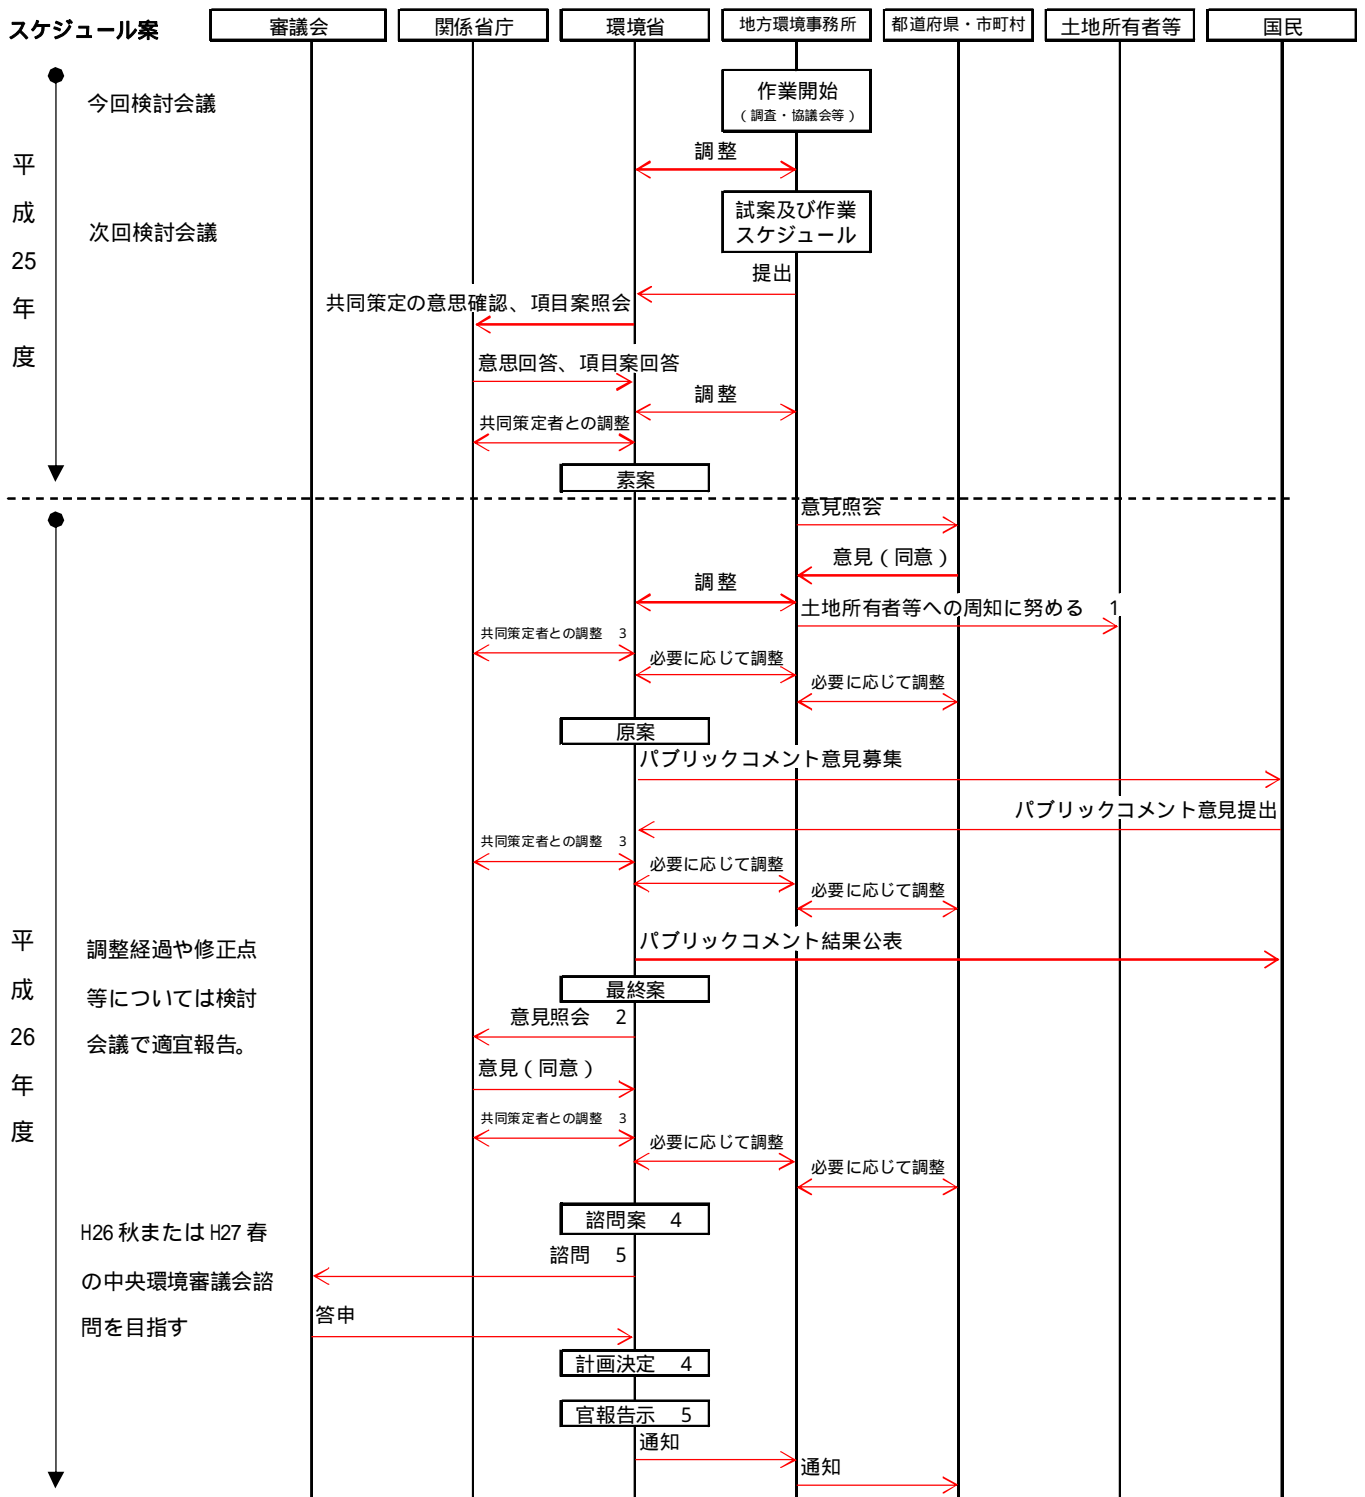 スケジュール案
審議会
関係省庁
環境省
地方環境事務所
都道府県・市町村
土地所有者等
国民
平成25年度
今回検討会議
作業開始
(調査・協議会等)
調整
次回検討会議
試案及び作業
スケジュール
提出
共同策定の意思確認、項目案照会
意思回答、項目案回答
調整
共同策定者との調整
素案
平成26年度
意見照会
意見(同意)
調整
土地所有者等への周知に努める 1
共同策定者との調整 3
必要に応じて調整
必要に応じて調整
原案
パブリックコメント意見募集
パブリックコメント意見提出
共同策定者との調整 3
必要に応じて調整
必要に応じて調整
パブリックコメント結果公表
調整経過や修正点
等については検討
会議で適宜報告。
最終案
意見照会 2
意見(同意)
共同策定者との調整 3
必要に応じて調整
必要に応じて調整
諮問案 4
H26秋またはH27春
の中央環境審議会諮
問を目指す
諮問 5
答申
計画決定 4
官報告示 5
通知
通知